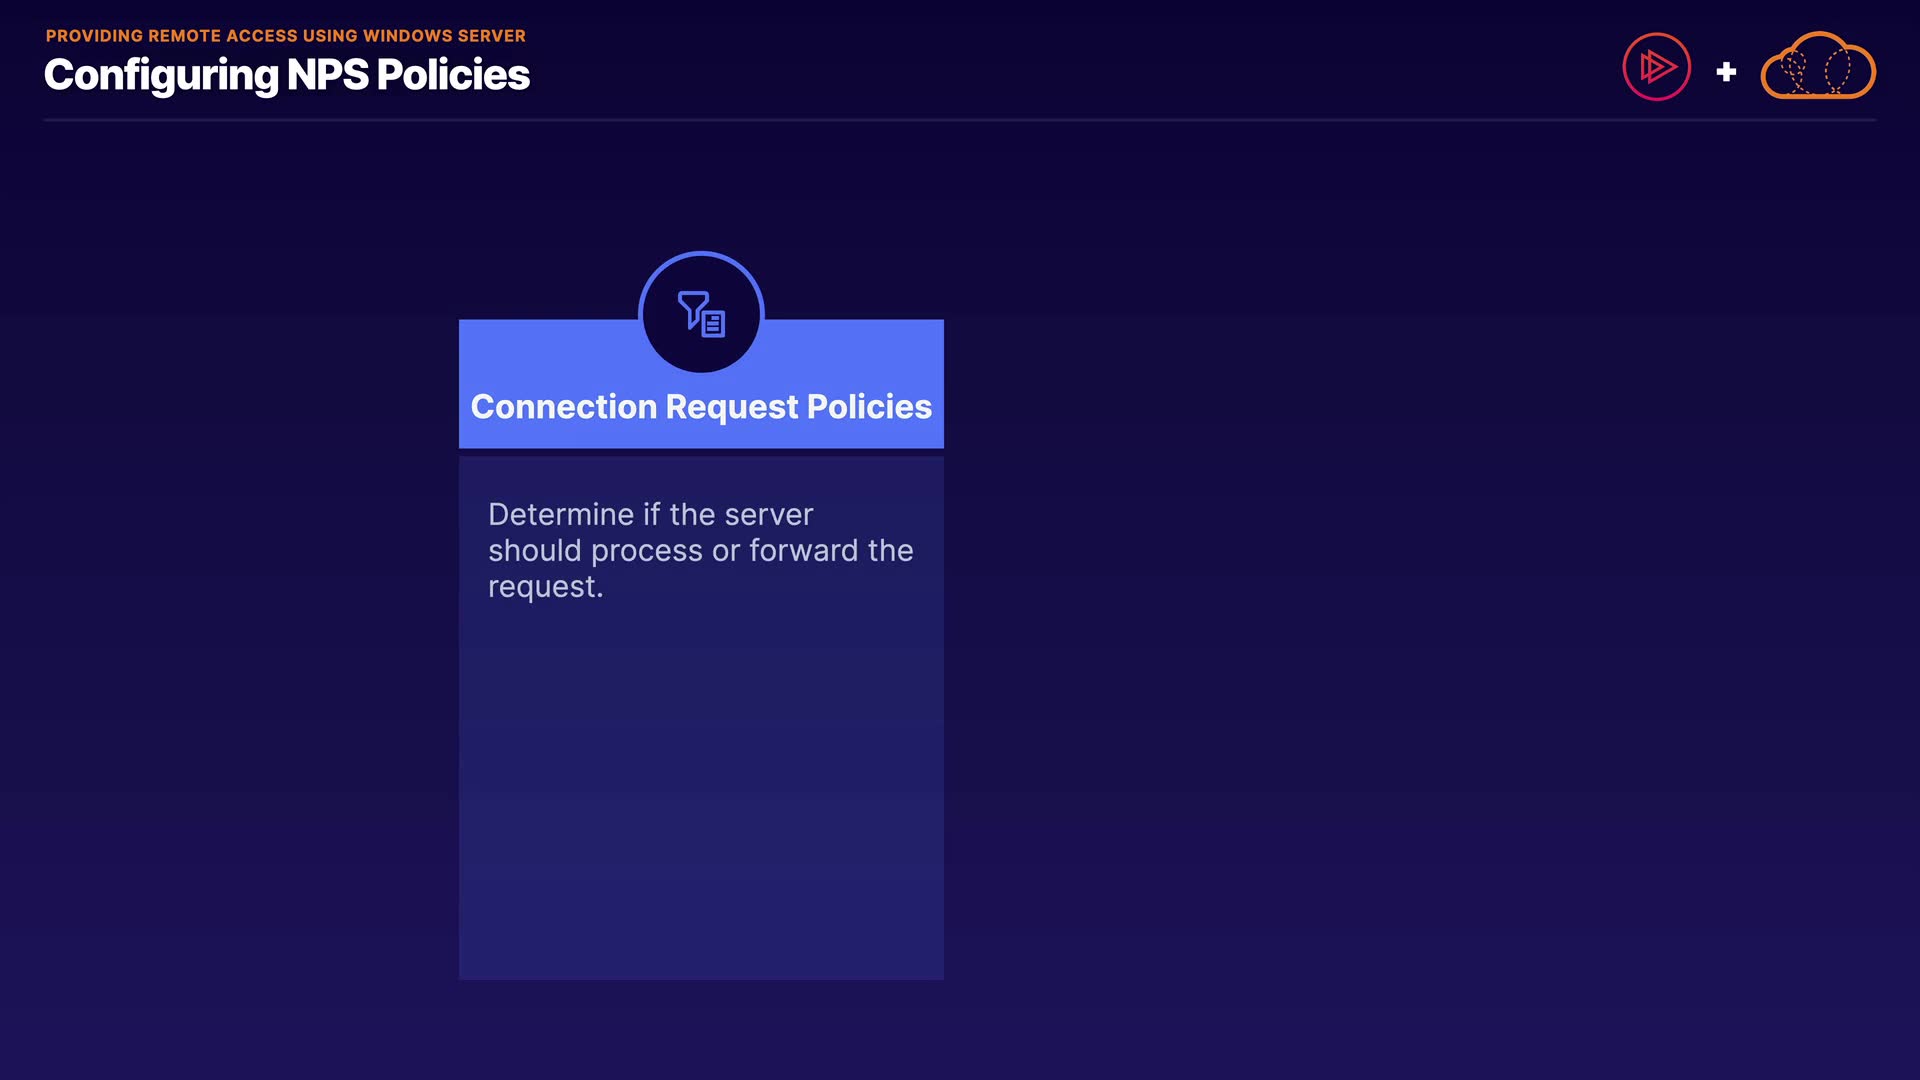 PROVIDING REMOTE ACCESS USING WINDOWS SERVER
Configuring NPS Policies
Connection Request Policies
Determine if the server
should process or forward the
request.